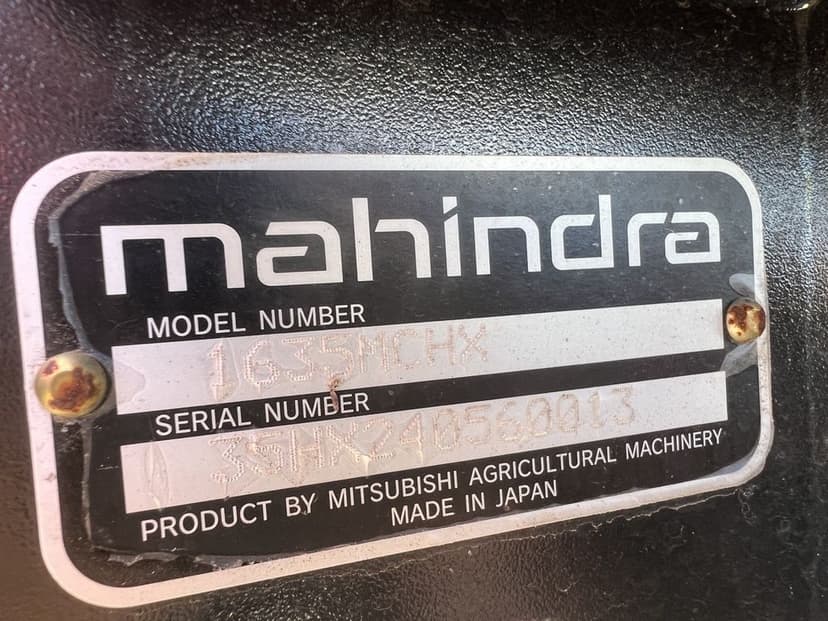 mahindra
MODEL NUMBER
1635MCHX
SERIAL NUMBER
35HX240560013
PRODUCT BY MITSUBISHI AGRICULTURAL MACHINERY
MADE IN JAPAN